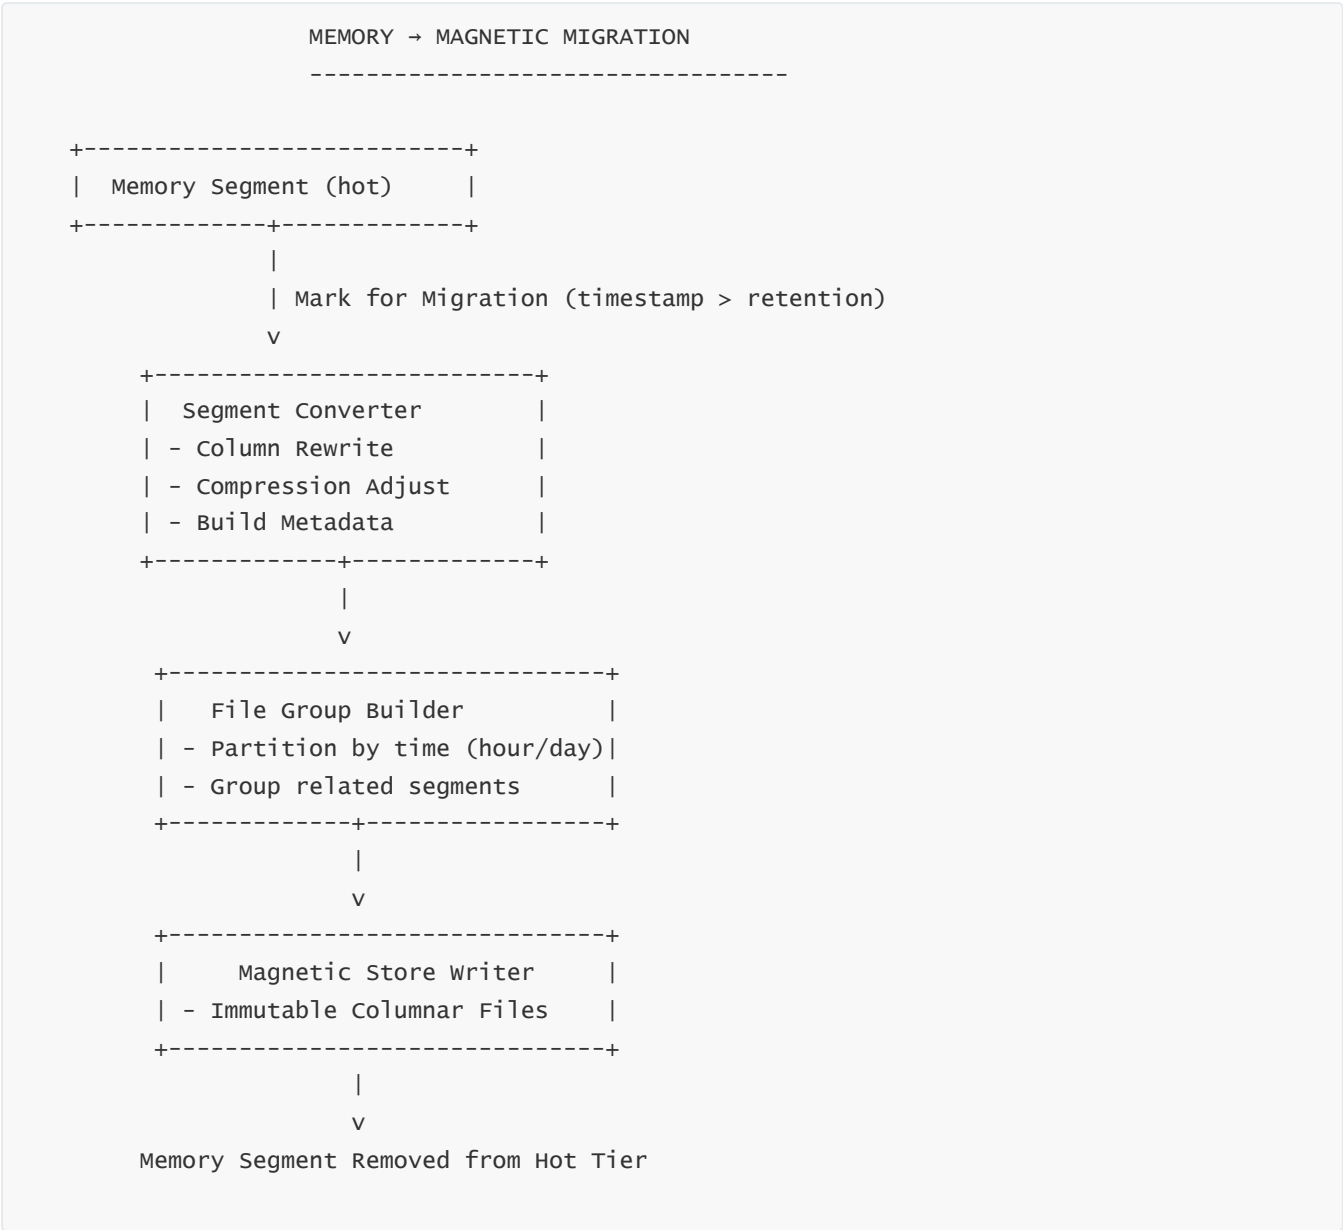 MEMORY → MAGNETIC MIGRATION
----------------------------------
+---------------------------+
|  Memory Segment (hot)     |
+-------------+-------------+
|
| Mark for Migration (timestamp > retention)
v
+---------------------------+
|  Segment Converter        |
| - Column Rewrite          |
| - Compression Adjust      |
| - Build Metadata          |
+-------------+-------------+
|
v
+-------------------------------+
|   File Group Builder          |
| - Partition by time (hour/day)|
| - Group related segments      |
+-------------+-----------------+
|
v
+-------------------------------+
|     Magnetic Store Writer     |
| - Immutable Columnar Files    |
+-------------------------------+
|
v
Memory Segment Removed from Hot Tier